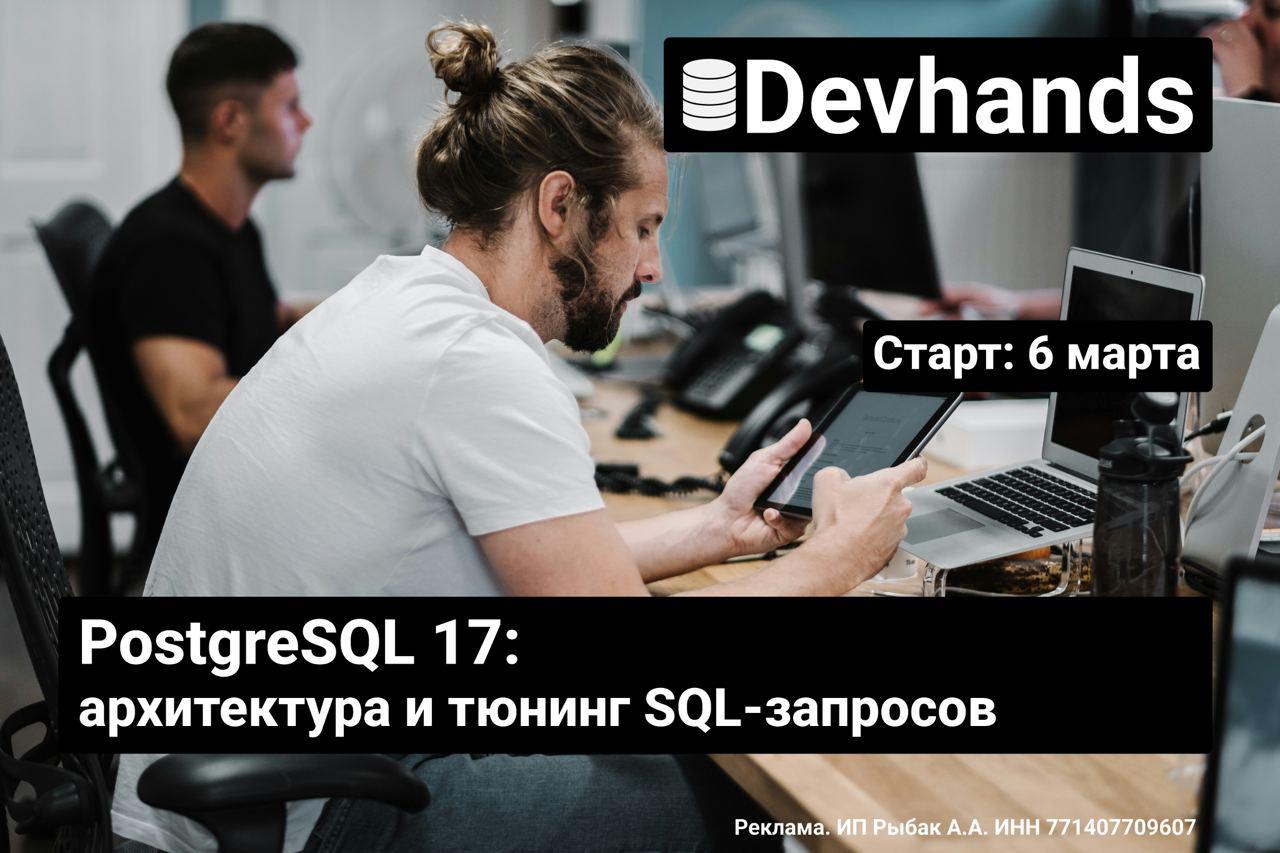 Devhands
Старт: 6 марта
PostgreSQL 17:
архитектура и тюнинг SQL-запросов
Реклама. ИП Рыбак А.А. ИНН 771407709607